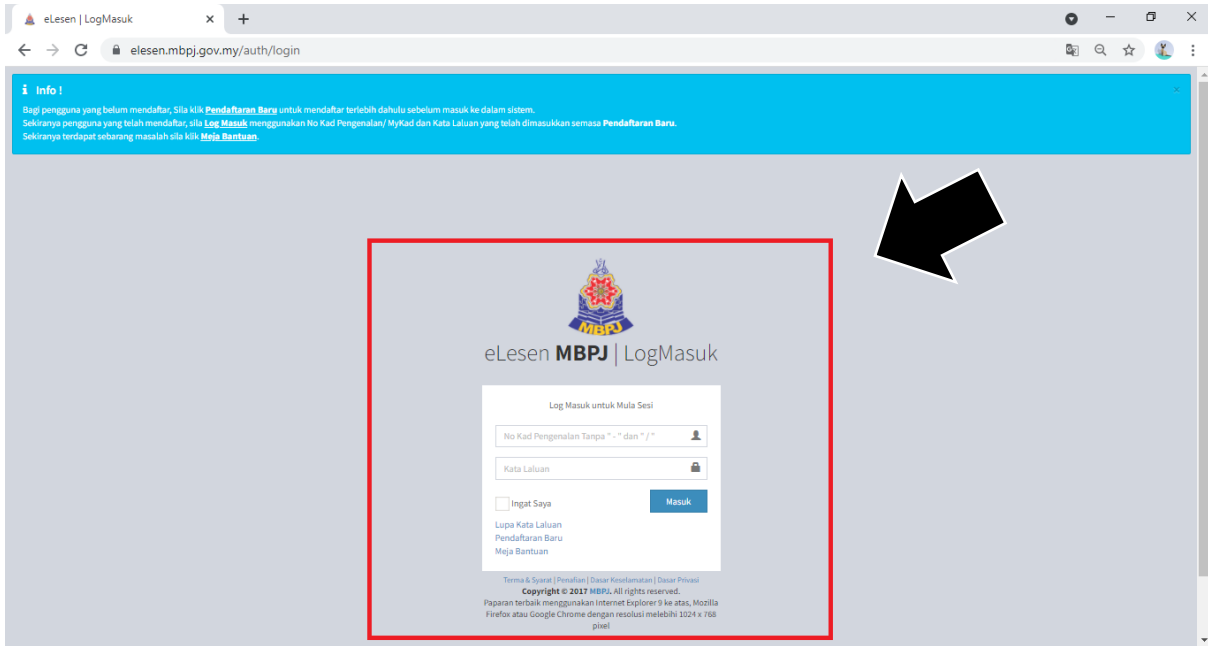 eLesen | LogMasuk
elesen.mbpj.gov.my/auth/login
i Info !
Bagi pengguna yang belum mendaftar, Sila klik Pendaftaran Baru untuk mendaftar terlebih dahulu sebelum masuk ke dalam sistem.
Sekiranya pengguna yang telah mendaftar, sila Log Masuk menggunakan No Kad Pengenalan/ MyKad dan Kata Laluan yang telah dimasukkan semasa Pendaftaran Baru.
Sekiranya terdapat sebarang masalah sila klik Meja Bantuan.
MBPJ
eLesen MBPJ | LogMasuk
Log Masuk untuk Mula Sesi
No Kad Pengenalan Tanpa " - " dan " / "
Kata Laluan
Ingat Saya
Masuk
Lupa Kata Laluan
Pendaftaran Baru
Meja Bantuan
Terma & Syarat | Penafian | Dasar Keselamatan | Dasar Privasi
Copyright © 2017 MBPJ. All rights reserved.
Paparan terbaik menggunakan Internet Explorer 9 ke atas, Mozilla
Firefox atau Google Chrome dengan resolusi melebihi 1024 x 768
pixel